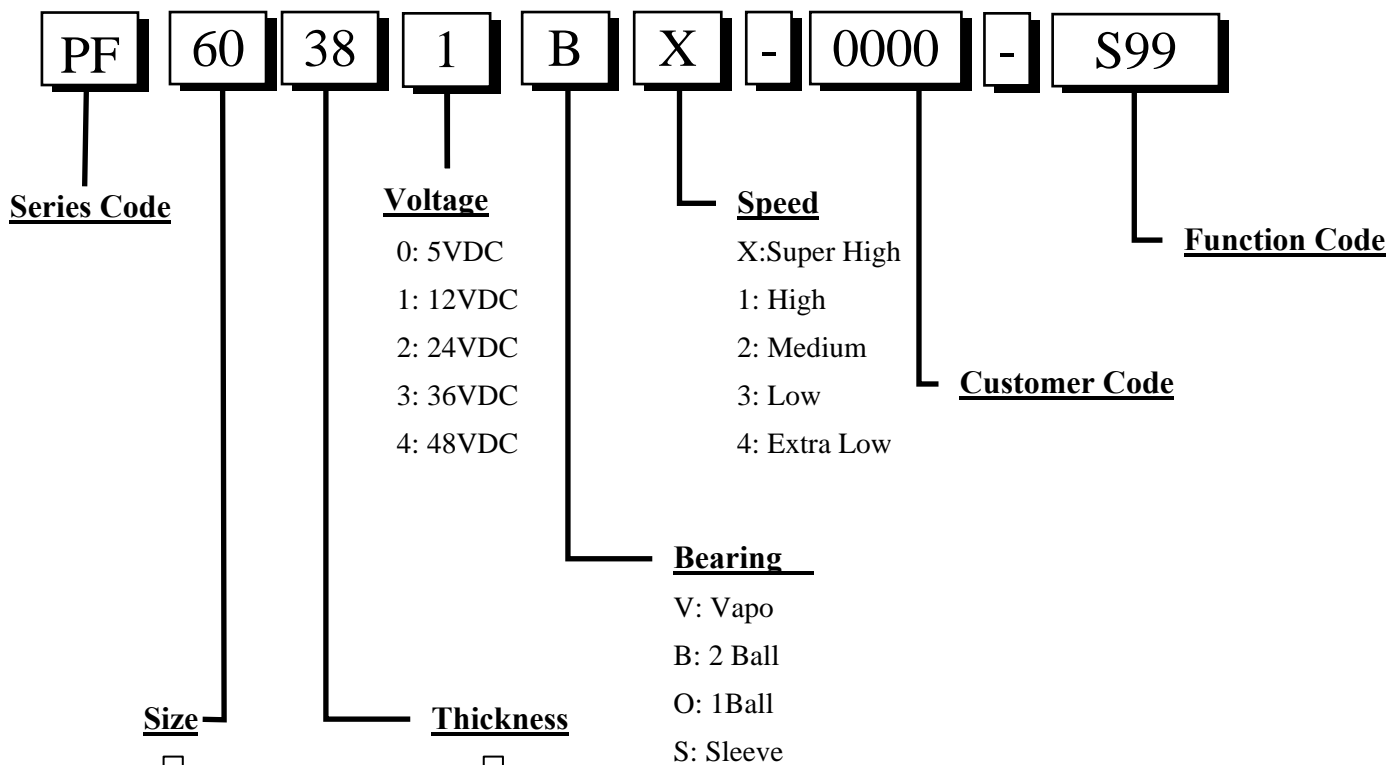 PF 60 38 1 B X - 0000 - S99
Series Code
Voltage
0: 5VDC
1: 12VDC
2: 24VDC
3: 36VDC
4: 48VDC
Speed
X:Super High
1: High
2: Medium
3: Low
4: Extra Low
Function Code
Customer Code
Bearing
V: Vapo
B: 2 Ball
O: 1Ball
S: Sleeve
Size
Thickness